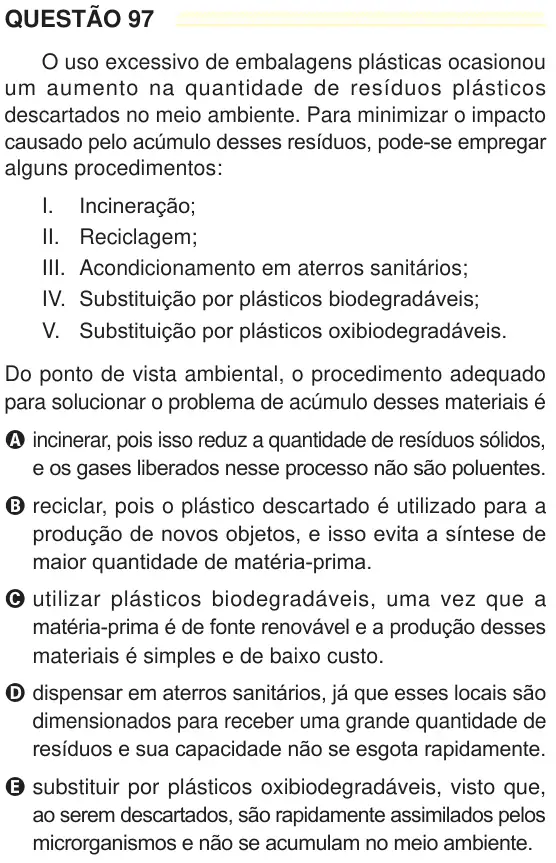 QUESTÃO 97
O uso excessivo de embalagens plásticas ocasionou
um aumento na quantidade de resíduos plásticos
descartados no meio ambiente. Para minimizar o impacto
causado pelo acúmulo desses resíduos, pode-se empregar
alguns procedimentos:
I. Incineração;
II. Reciclagem;
III. Acondicionamento em aterros sanitários;
IV. Substituição por plásticos biodegradáveis;
V. Substituição por plásticos oxibiodegradáveis.
Do ponto de vista ambiental, o procedimento adequado
para solucionar o problema de acúmulo desses materiais é
A incinerar, pois isso reduz a quantidade de resíduos sólidos,
e os gases liberados nesse processo não são poluentes.
B reciclar, pois o plástico descartado é utilizado para a
produção de novos objetos, e isso evita a síntese de
maior quantidade de matéria-prima.
C utilizar plásticos biodegradáveis, uma vez que a
matéria-prima é de fonte renovável e a produção desses
materiais é simples e de baixo custo.
D dispensar em aterros sanitários, já que esses locais são
dimensionados para receber uma grande quantidade de
resíduos e sua capacidade não se esgota rapidamente.
E substituir por plásticos oxibiodegradáveis, visto que,
ao serem descartados, são rapidamente assimilados pelos
microrganismos e não se acumulam no meio ambiente.